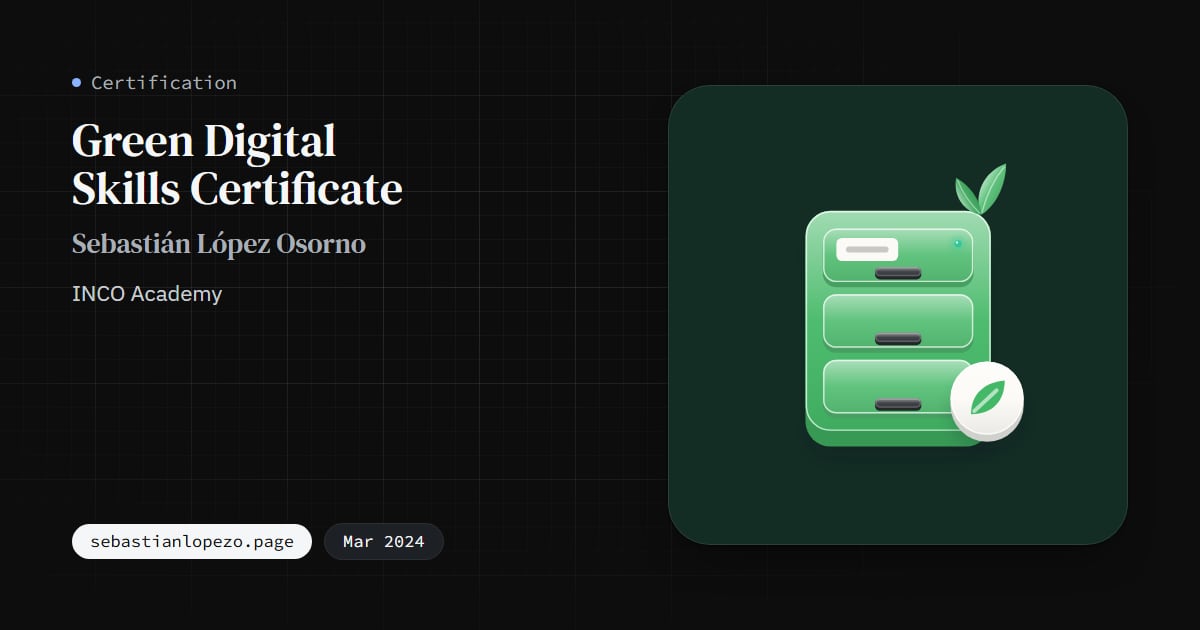 Certification
Green Digital
Skills Certificate
Sebastián López Osorno
INCO Academy
sebastianlopezo.page
Mar 2024